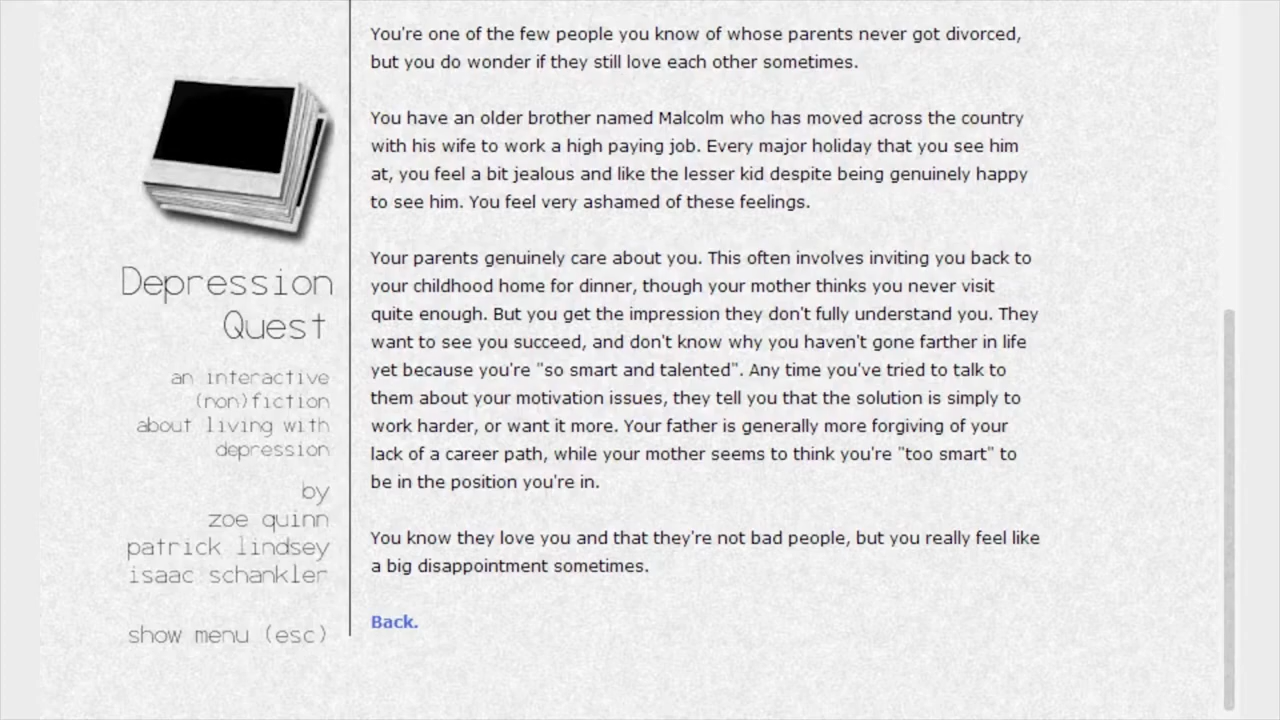 You're one of the few people you know of whose parents never got divorced,
but you do wonder if they still love each other sometimes.
You have an older brother named Malcolm who has moved across the country
with his wife to work a high paying job. Every major holiday that you see him
at, you feel a bit jealous and like the lesser kid despite being genuinely happy
to see him. You feel very ashamed of these feelings.
Your parents genuinely care about you. This often involves inviting you back to
your childhood home for dinner, though your mother thinks you never visit
quite enough. But you get the impression they don't fully understand you. They
want to see you succeed, and don't know why you haven't gone farther in life
yet because you're "so smart and talented". Any time you've tried to talk to
them about your motivation issues, they tell you that the solution is simply to
work harder, or want it more. Your father is generally more forgiving of your
lack of a career path, while your mother seems to think you're "too smart" to
be in the position you're in.
You know they love you and that they're not bad people, but you really feel like
a big disappointment sometimes.
Back.
Depression
Quest
an interactive
(non)fiction
about living with
depression
by
zoe quinn
patrick lindsey
isaac schankler
show menu (esc)